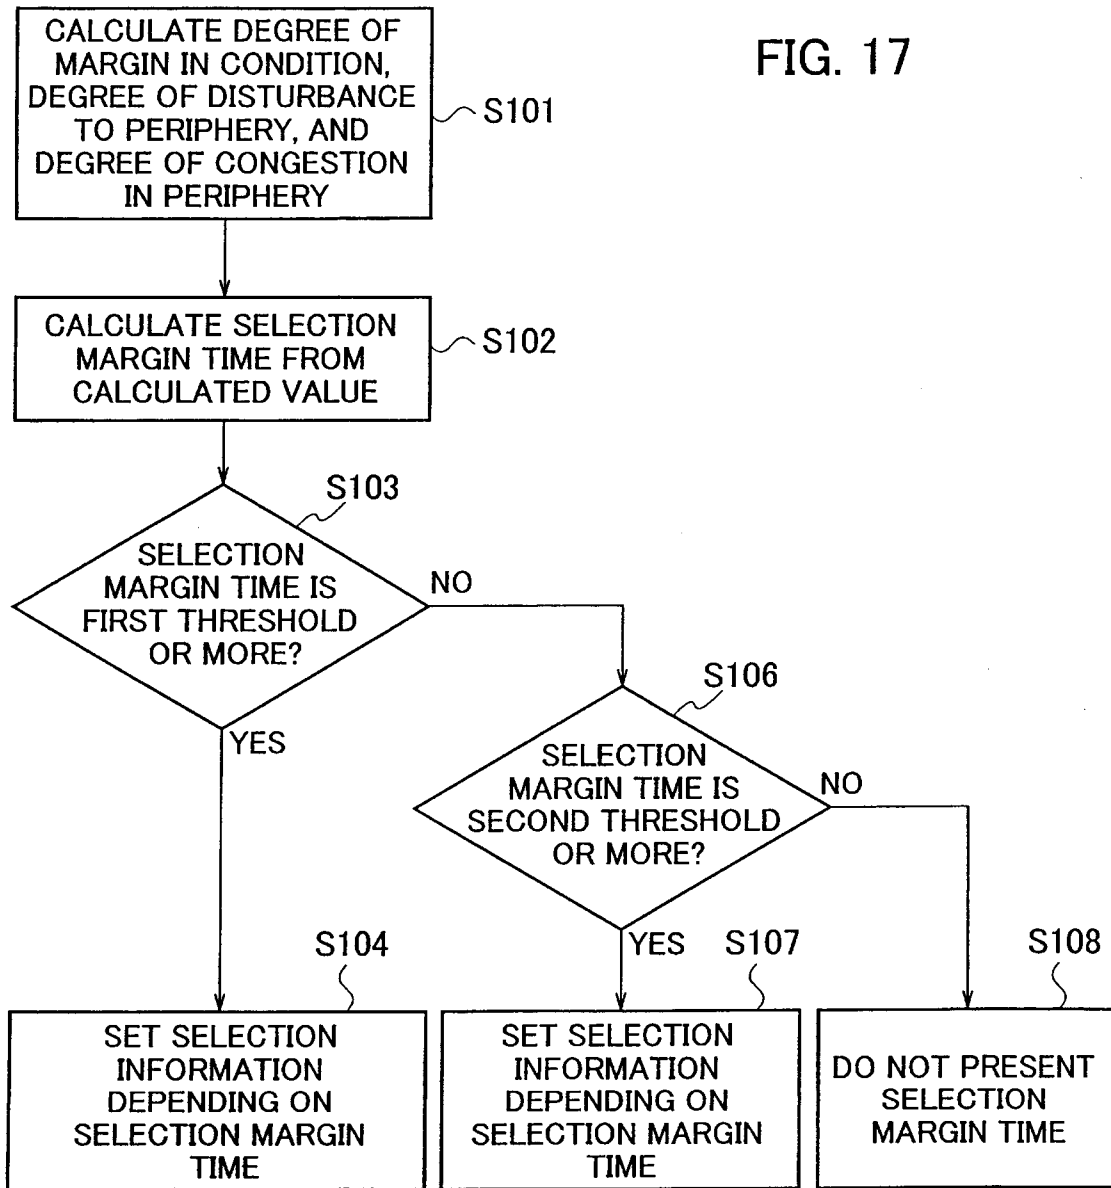 FIG. 17
CALCULATE DEGREE OF
MARGIN IN CONDITION,
DEGREE OF DISTURBANCE
TO PERIPHERY, AND
DEGREE OF CONGESTION
IN PERIPHERY
S101
CALCULATE SELECTION
MARGIN TIME FROM
CALCULATED VALUE
S102
S103
SELECTION
MARGIN TIME IS
FIRST THRESHOLD
OR MORE?
NO
YES
S106
SELECTION
MARGIN TIME IS
SECOND THRESHOLD
OR MORE?
NO
YES
S104
SET SELECTION
INFORMATION
DEPENDING ON
SELECTION MARGIN
TIME
S107
SET SELECTION
INFORMATION
DEPENDING ON
SELECTION MARGIN
TIME
S108
DO NOT PRESENT
SELECTION
MARGIN TIME